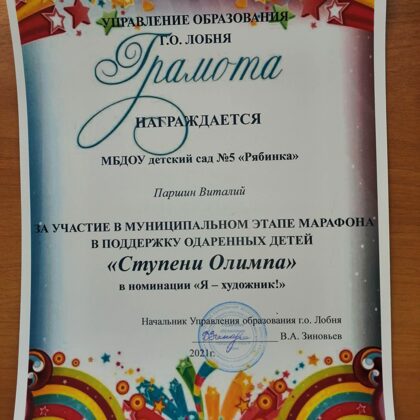 УПРАВЛЕНИЕ ОБРАЗОВАНИЯ
Г.О. ЛОБНЯ
Грамота
НАГРАЖДАЕТСЯ
МБДОУ детский сад №5 «Рябинка»
Паршин Виталий
ЗА УЧАСТИЕ В МУНИЦИПАЛЬНОМ ЭТАПЕ МАРАФОНА
В ПОДДЕРЖКУ ОДАРЕННЫХ ДЕТЕЙ
«Ступени Олимпа»
в номинации «Я – художник!»
Начальник Управления образования г.о. Лобня
В.А. Зиновьев
2021г.